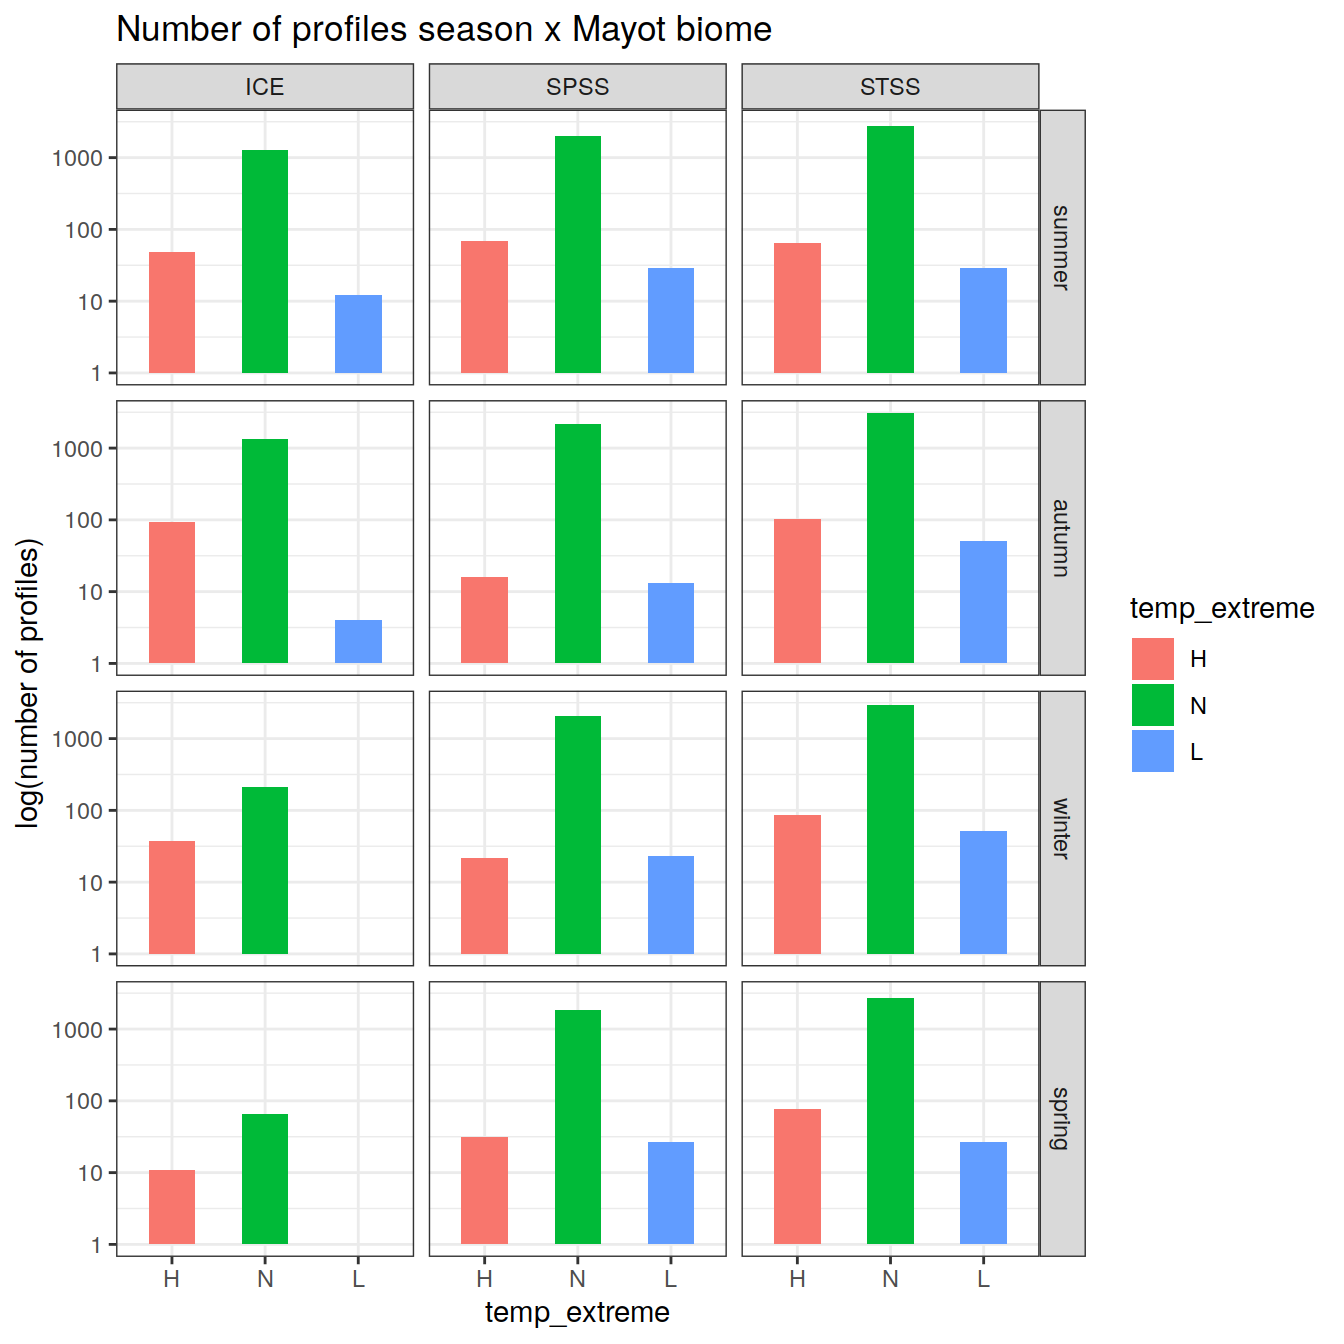 Number of profiles season x Mayot biome
ICE SPSS STSS
1000
100
10
1
summer
1000
100
10
1
autumn
1000
100
10
1
winter
1000
100
10
1
spring
H N L H N L H N L
temp_extreme
log(number of profiles)
temp_extreme
H
N
L